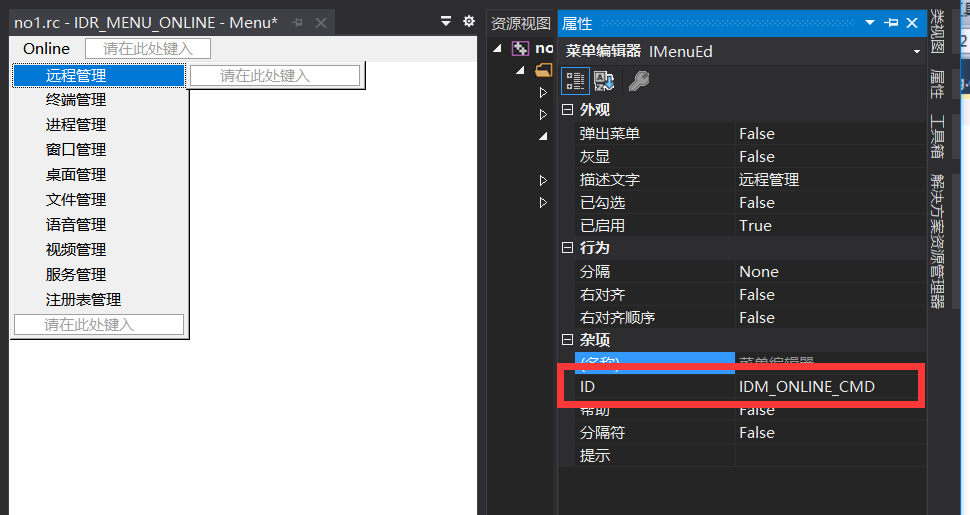 no1.rc - IDR_MENU_ONLINE - Menu*
Online
请在此处键入
远程管理
请在此处键入
终端管理
进程管理
窗口管理
桌面管理
文件管理
语音管理
视频管理
服务管理
注册表管理
请在此处键入
资源视图
no
属性
菜单编辑器 IMenuEd
外观
弹出菜单 False
灰显 False
描述文字 远程管理
已勾选 False
已启用 True
行为
分隔 None
右对齐 False
右对齐顺序 False
杂项
(名称) 菜单编辑器
ID IDM_ONLINE_CMD
帮助 False
分隔符 False
提示
类视图
属性
工具箱
解决方案资源管理器